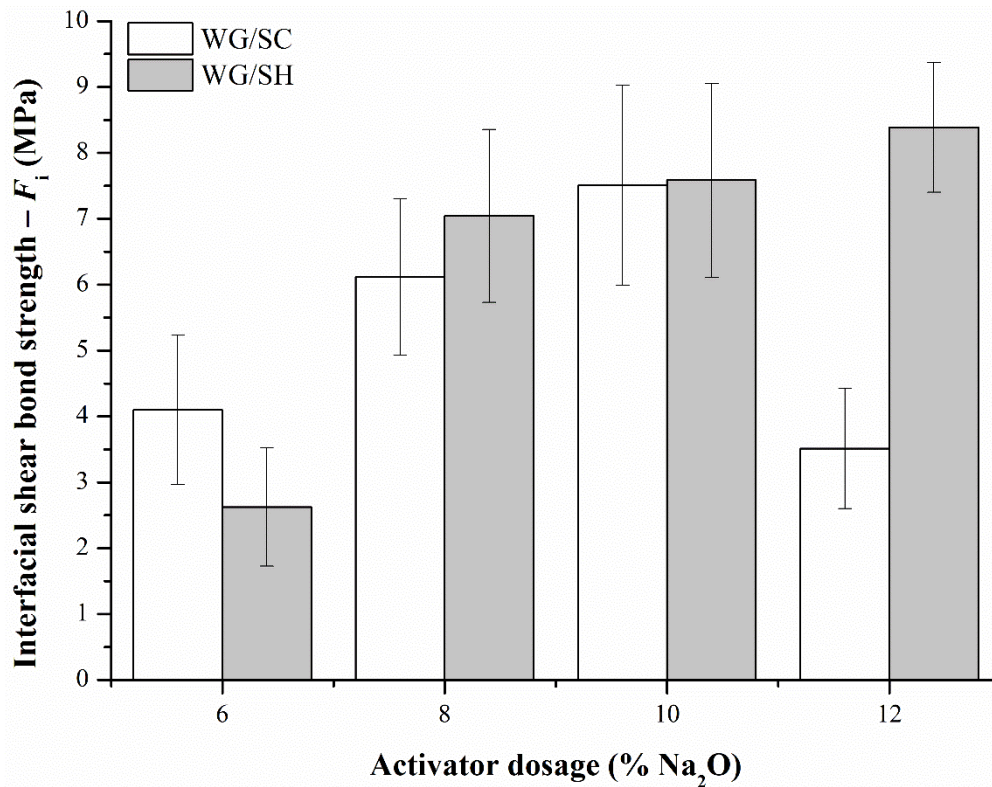 Interfacial shear bond strength – Fᵢ (MPa)
10
9
8
7
6
5
4
3
2
1
0
WG/SC
WG/SH
6 8 10 12
Activator dosage (% Na₂O)